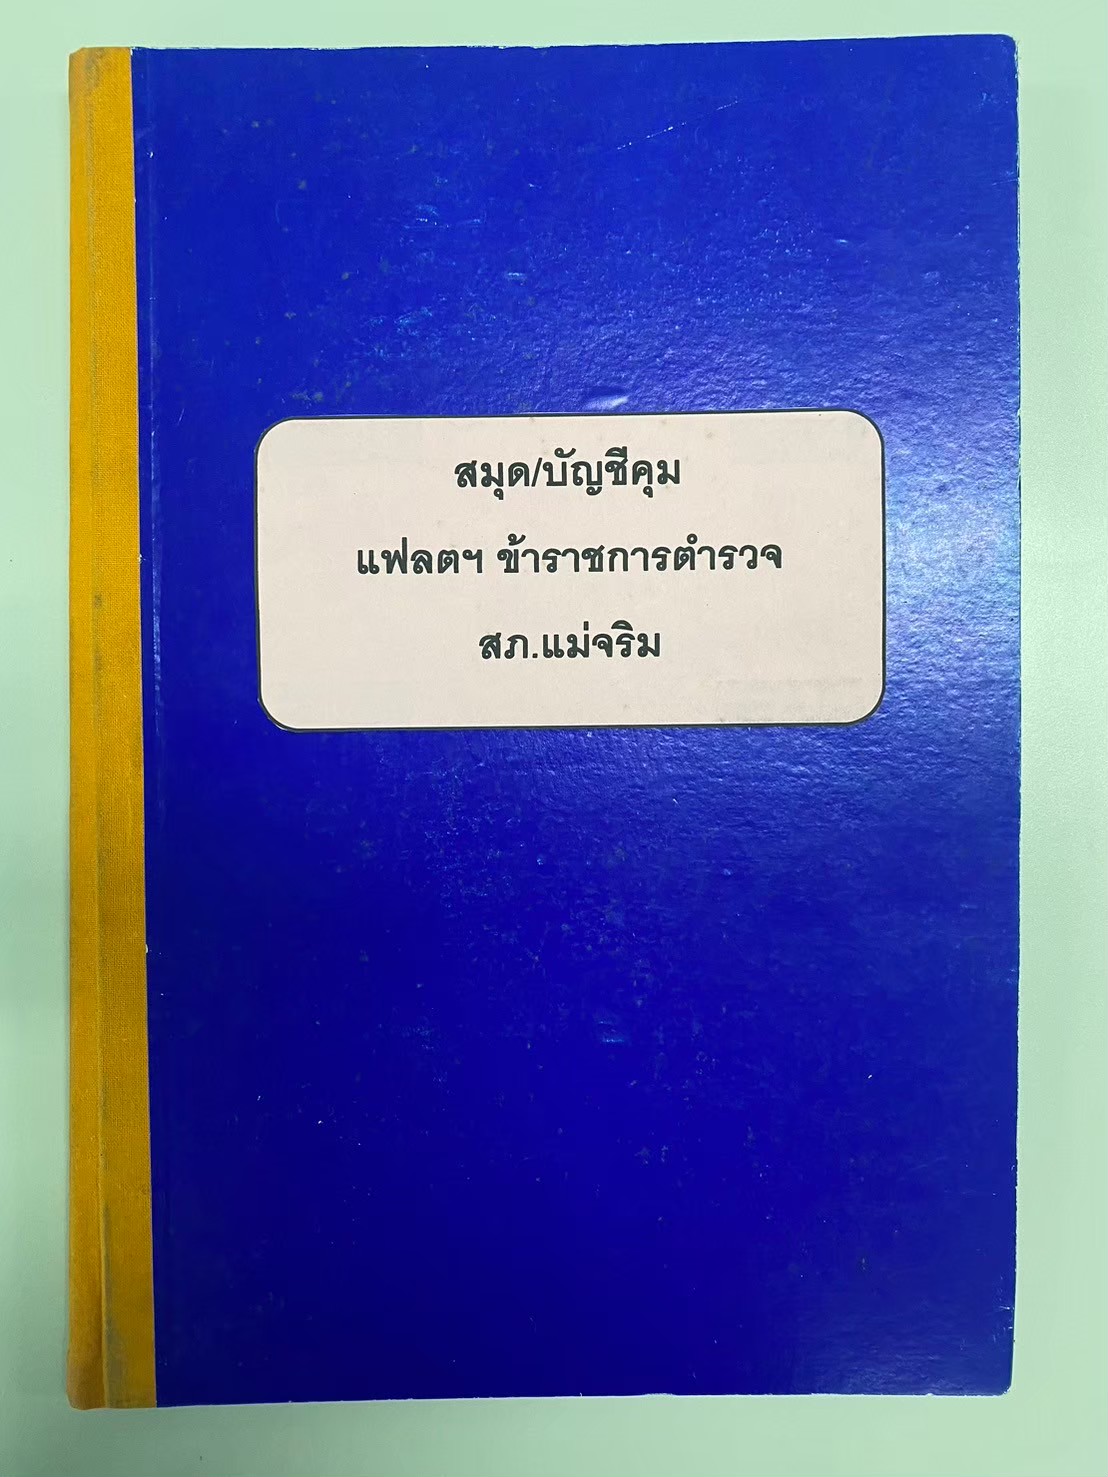 สมุด/บัญชีคุม
แฟลตฯ ข้าราชการตำรวจ
สภ.แม่จริม